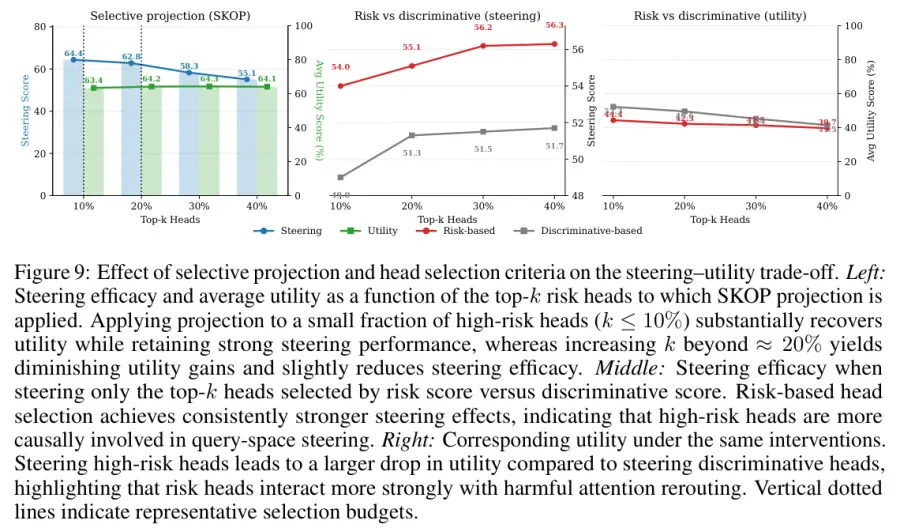 Selective projection (SKOP)
Risk vs discriminative (steering)
Risk vs discriminative (utility)
80
60
40
20
0
Steering Score
64.4
62.8
58.3
55.1
63.4
64.2
64.3
64.1
100
80
60
40
20
0
Avg Utility Score (%)
10%
20%
30%
40%
Top-k Heads
54.0
55.1
56.2
56.3
51.3
51.5
51.7
56
54
52
50
48
Steering Score
10%
20%
30%
40%
Top-k Heads
44.4
39.7
100
80
60
40
20
0
Avg Utility Score (%)
10%
20%
30%
40%
Top-k Heads
Steering
Utility
Risk-based
Discriminative-based
Figure 9: Effect of selective projection and head selection criteria on the steering–utility trade-off. Left:
Steering efficacy and average utility as a function of the top-k risk heads to which SKOP projection is
applied. Applying projection to a small fraction of high-risk heads (k ≤ 10%) substantially recovers
utility while retaining strong steering performance, whereas increasing k beyond ≈ 20% yields
diminishing utility gains and slightly reduces steering efficacy. Middle: Steering efficacy when
steering only the top-k heads selected by risk score versus discriminative score. Risk-based head
selection achieves consistently stronger steering effects, indicating that high-risk heads are more
causally involved in query-space steering. Right: Corresponding utility under the same interventions.
Steering high-risk heads leads to a larger drop in utility compared to steering discriminative heads,
highlighting that risk heads interact more strongly with harmful attention rerouting. Vertical dotted
lines indicate representative selection budgets.